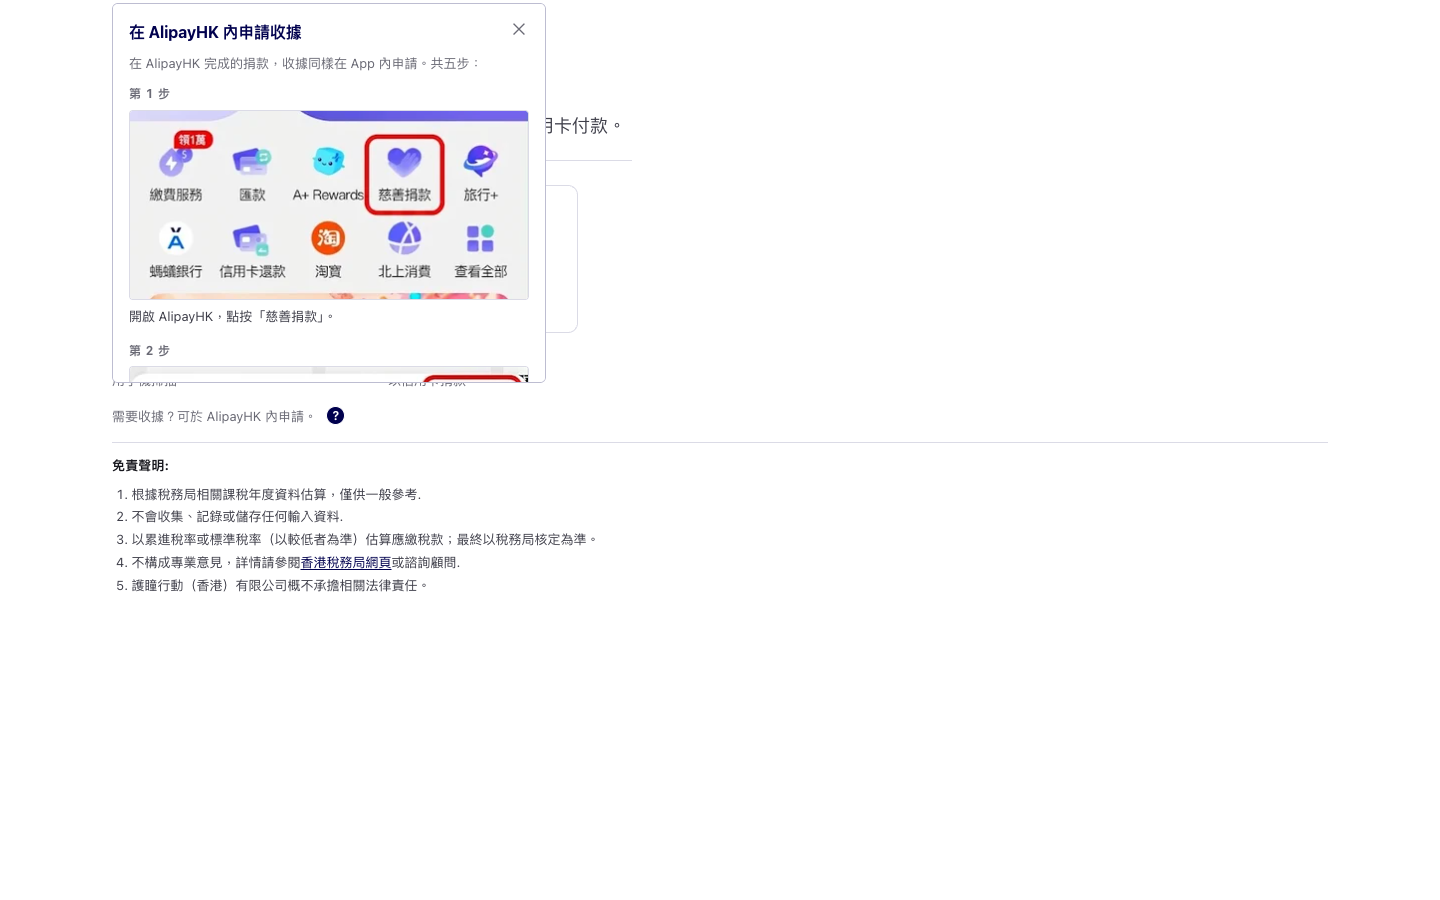 在 AlipayHK 內申請收據
在 AlipayHK 完成的捐款，收據同樣在 App 內申請。共五步：
第 1 步
卡付款。
領1萬
繳費服務 匯款 A+ Rewards 慈善捐款 旅行+
螞蟻銀行 信用卡還款 淘寶 北上消費 查看全部
淘
開啟 AlipayHK，點按「慈善捐款」。
第 2 步
需要收據？可於 AlipayHK 內申請。 ?
免責聲明:
1. 根據稅務局相關課稅年度資料估算，僅供一般參考.
2. 不會收集、記錄或儲存任何輸入資料.
3. 以累進稅率或標準稅率（以較低者為準）估算應繳稅款；最終以稅務局核定為準。
4. 不構成專業意見，詳情請參閱香港稅務局網頁或諮詢顧問.
5. 護瞳行動（香港）有限公司概不承擔相關法律責任。